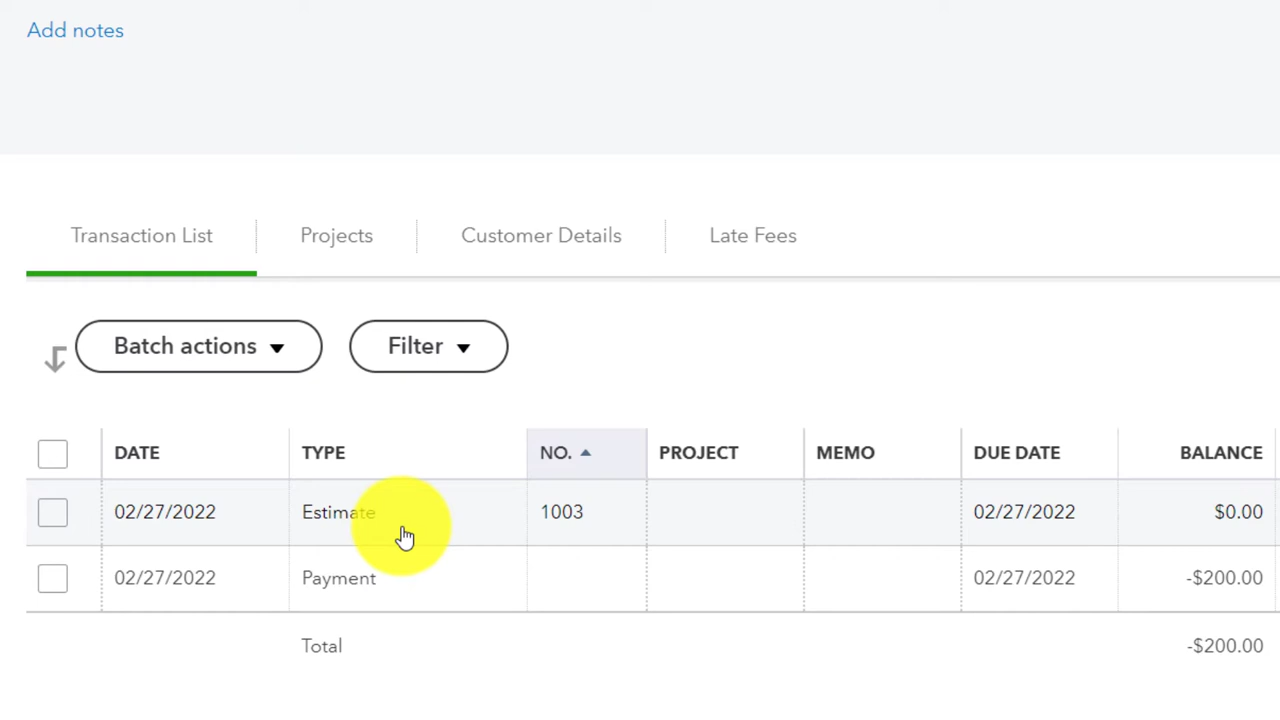 Add notes
Transaction List Projects Customer Details Late Fees
Batch actions Filter
DATE TYPE NO. PROJECT MEMO DUE DATE BALANCE
02/27/2022 Estimate 1003 02/27/2022 $0.00
02/27/2022 Payment 02/27/2022 -$200.00
Total -$200.00